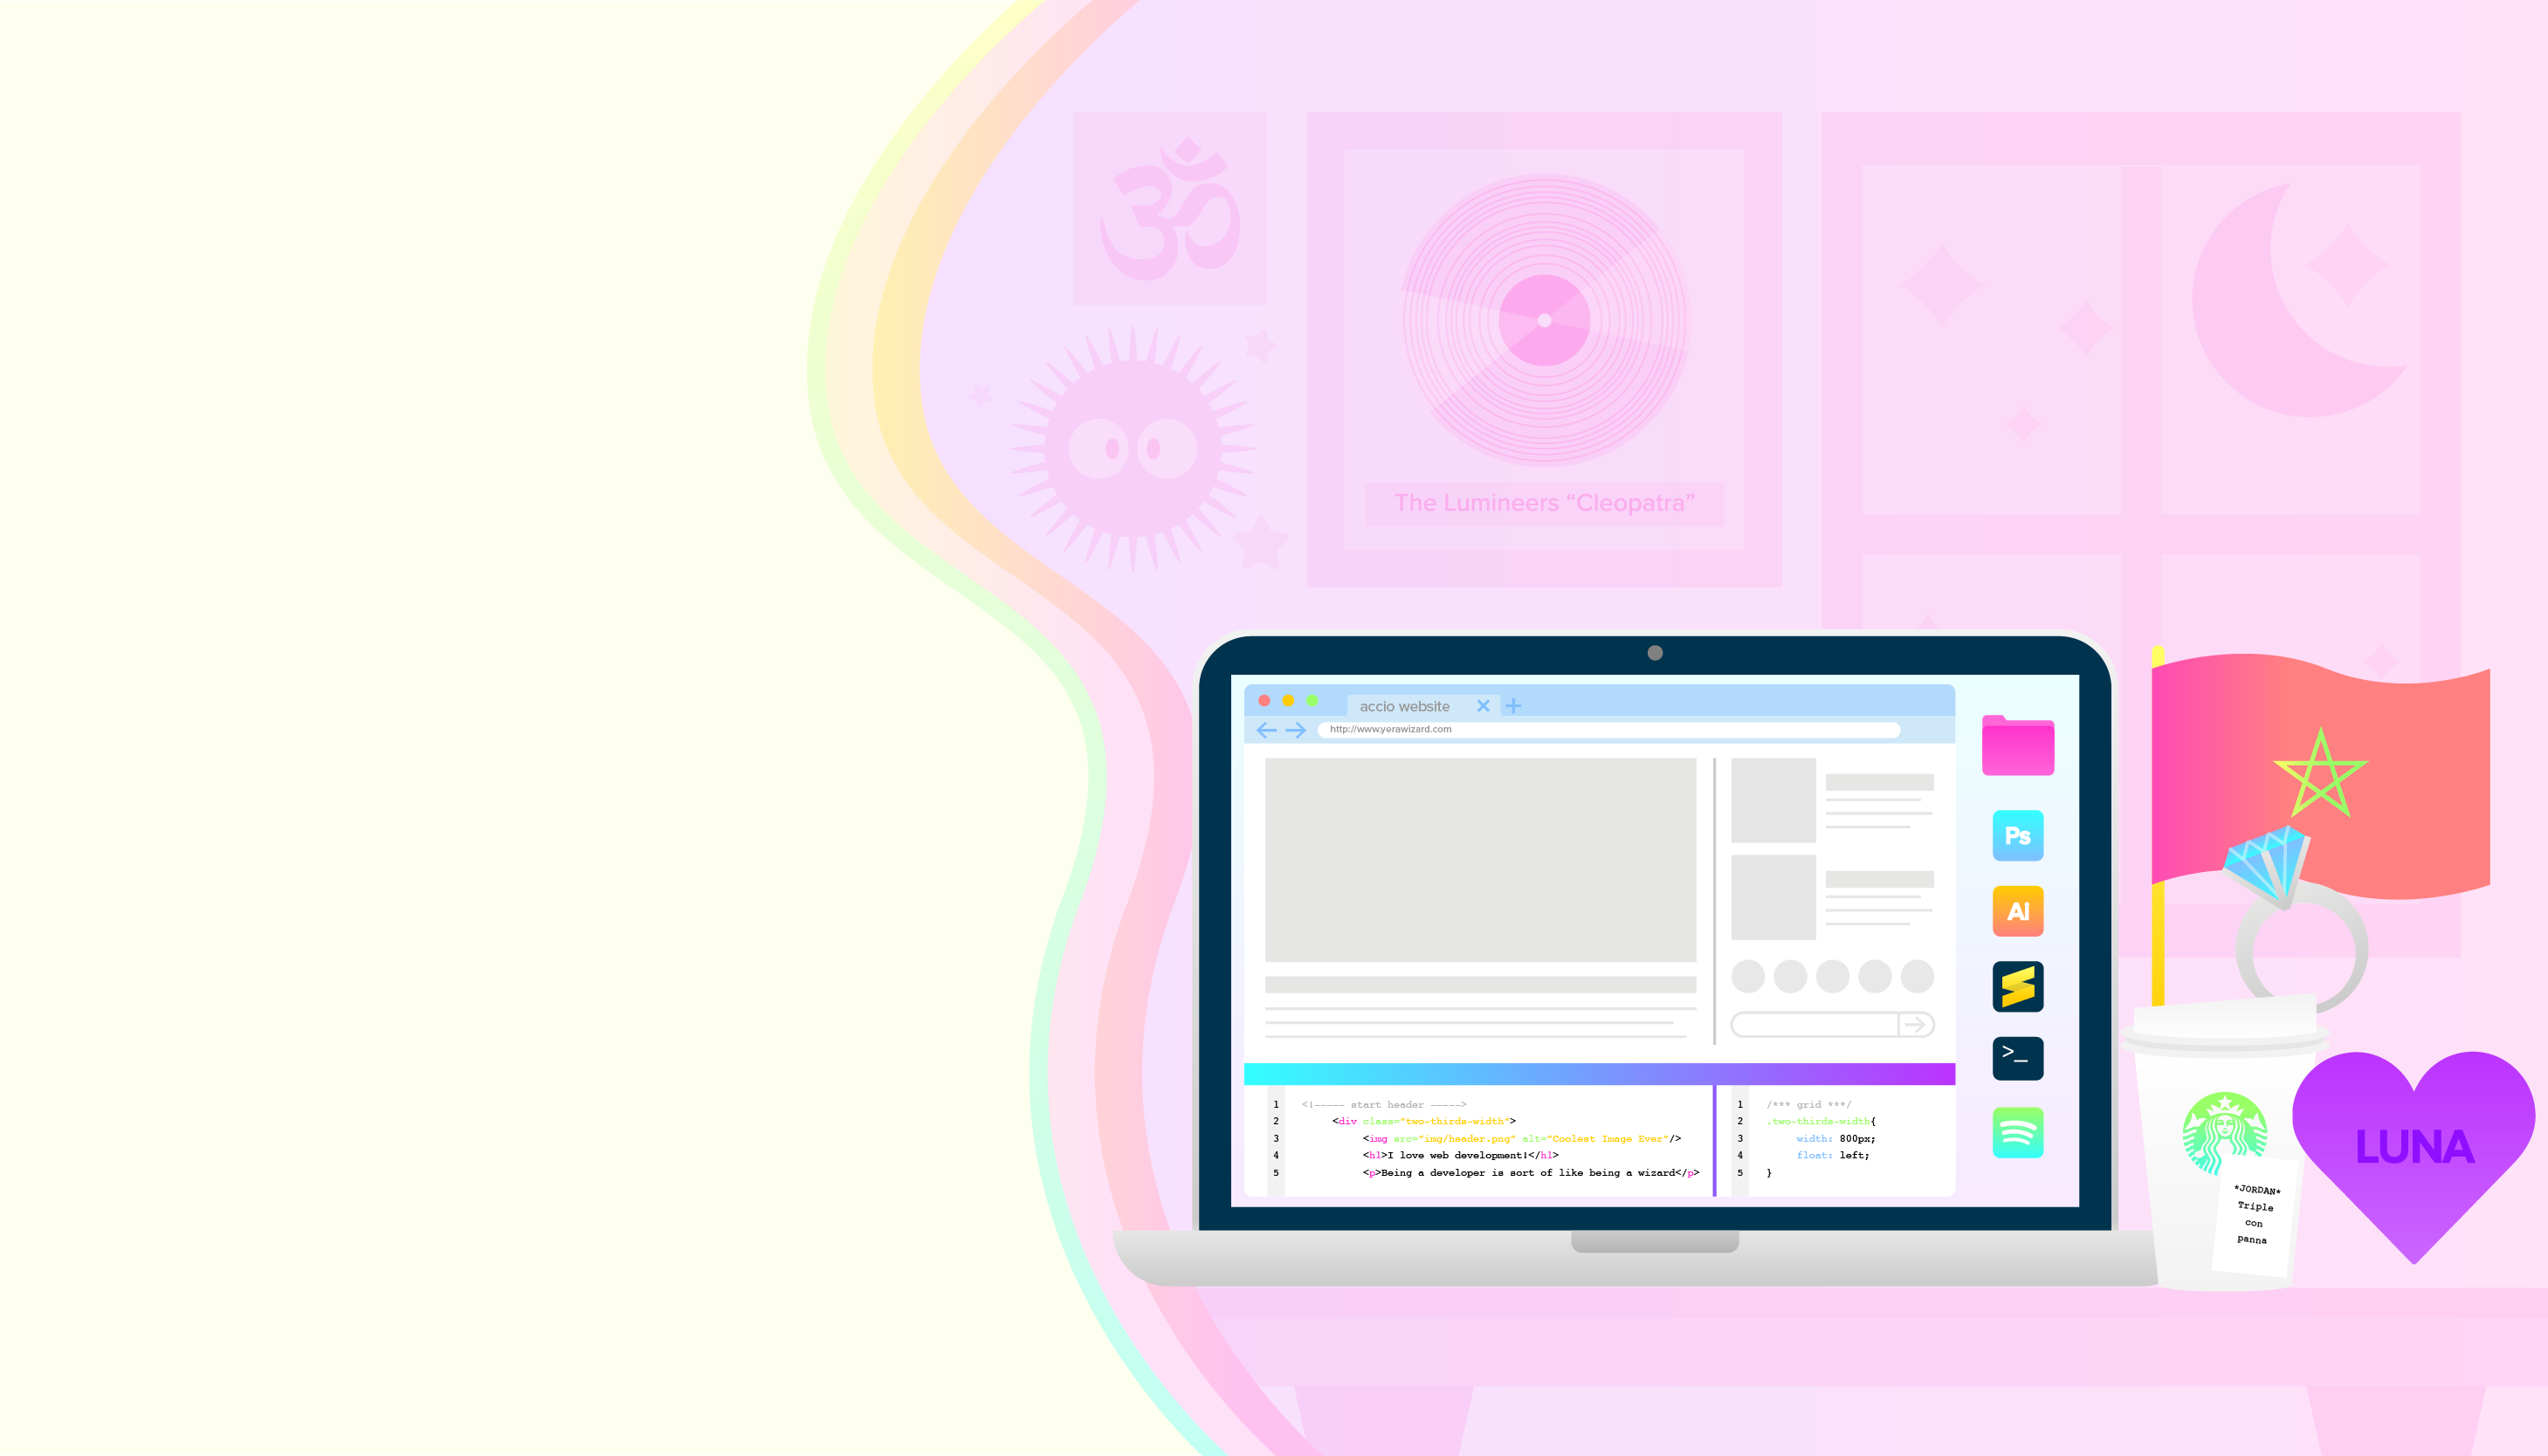 ॐ
The Lumineers “Cleopatra”
accio website
http://www.yerawizard.com
Ps
Ai
>_
1 <!----- start header ----->
2 <div class="two-thirds-width">
3 <img src="img/header.png" alt="Coolest Image Ever"/>
4 <h1>I love web development!</h1>
5 <p>Being a developer is sort of like being a wizard</p>
1 /*** grid ***/
2 .two-thirds-width{
3 width: 800px;
4 float: left;
5 }
*JORDAN*
Triple
con
panna
LUNA